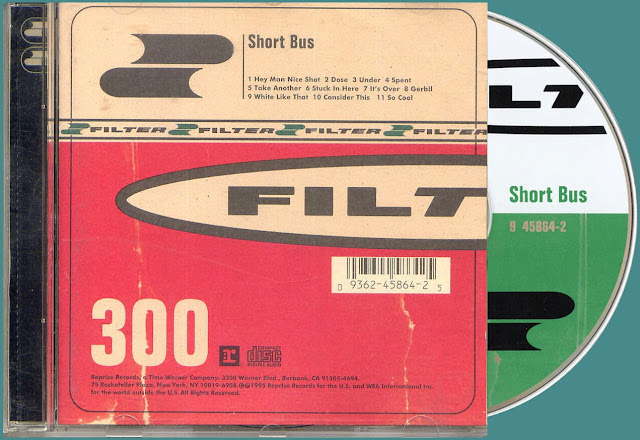 Short Bus
1 Hey Man Nice Shot 2 Dose 3 Under 4 Spent
5 Take Another 6 Stuck In Here 7 It's Over 8 Gerbil
9 White Like That 10 Consider This 11 So Cool
FILTER FILTER FILTER FILTER
FILT
0 9362-45864-2 5
300
R
COMPACT
disc
DIGITAL AUDIO
Reprise Records, a Time Warner Company. 3300 Warner Blvd., Burbank, CA 91505-4694.
75 Rockefeller Plaza, New York, NY 10019-6908.℗©1995 Reprise Records for the U.S. and WEA International Inc.
for the world outside the U.S. All Rights Reserved.
FILT
Short Bus
9 45864-2